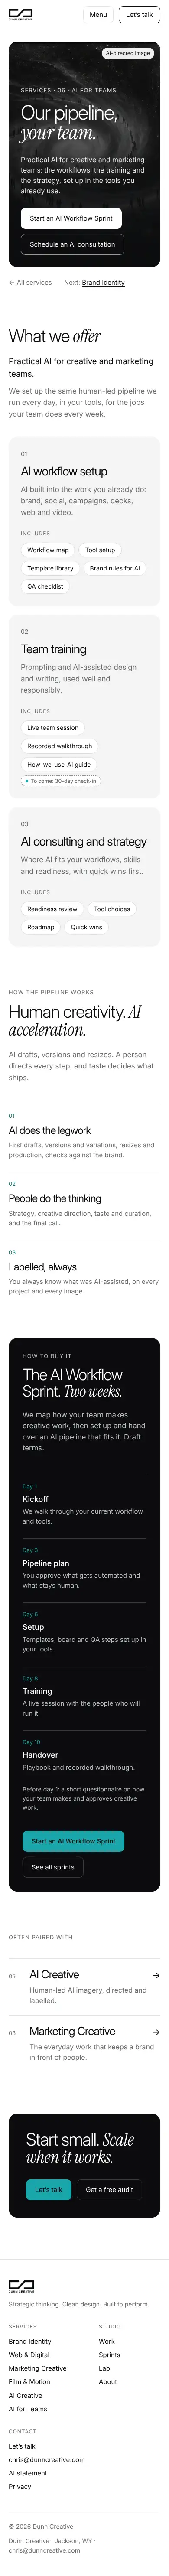 Menu
Let's talk
AI-directed image
SERVICES · 06 · AI FOR TEAMS
Our pipeline,
your team.
Practical AI for creative and marketing
teams: the workflows, the training and
the strategy, set up in the tools you
already use.
Start an AI Workflow Sprint
Schedule an AI consultation
← All services
Next: Brand Identity
What we offer
Practical AI for creative and marketing
teams.
We set up the same human-led pipeline we
run every day, in your tools, for the jobs
your team does every week.
01
AI workflow setup
AI built into the work you already do:
brand, social, campaigns, decks,
web and video.
INCLUDES
Workflow map
Tool setup
Template library
Brand rules for AI
QA checklist
02
Team training
Prompting and AI-assisted design
and writing, used well and
responsibly.
INCLUDES
Live team session
Recorded walkthrough
How-we-use-AI guide
To come: 30-day check-in
03
AI consulting and strategy
Where AI fits your workflows, skills
and readiness, with quick wins first.
INCLUDES
Readiness review
Tool choices
Roadmap
Quick wins
HOW THE PIPELINE WORKS
Human creativity. AI
acceleration.
AI drafts, versions and resizes. A person
directs every step, and taste decides what
ships.
01
AI does the legwork
First drafts, versions and variations, resizes and
production, checks against the brand.
02
People do the thinking
Strategy, creative direction, taste and curation,
and the final call.
03
Labelled, always
You always know what was AI-assisted, on every
project and every image.
HOW TO BUY IT
The AI Workflow
Sprint. Two weeks.
We map how your team makes
creative work, then set up and hand
over an AI pipeline that fits it. Draft
terms.
Day 1
Kickoff
We walk through your current workflow
and tools.
Day 3
Pipeline plan
You approve what gets automated and
what stays human.
Day 6
Setup
Templates, board and QA steps set up in
your tools.
Day 8
Training
A live session with the people who will
run it.
Day 10
Handover
Playbook and recorded walkthrough.
Before day 1: a short questionnaire on how
your team makes and approves creative
work.
Start an AI Workflow Sprint
See all sprints
OFTEN PAIRED WITH
05
AI Creative
→
Human-led AI imagery, directed and
labelled.
03
Marketing Creative
→
The everyday work that keeps a brand
in front of people.
Start small. Scale
when it works.
Let's talk
Get a free audit
Strategic thinking. Clean design. Built to perform.
SERVICES
Brand Identity
Web & Digital
Marketing Creative
Film & Motion
AI Creative
AI for Teams
STUDIO
Work
Sprints
Lab
About
CONTACT
Let's talk
chris@dunncreative.com
AI statement
Privacy
© 2026 Dunn Creative
Dunn Creative · Jackson, WY ·
chris@dunncreative.com